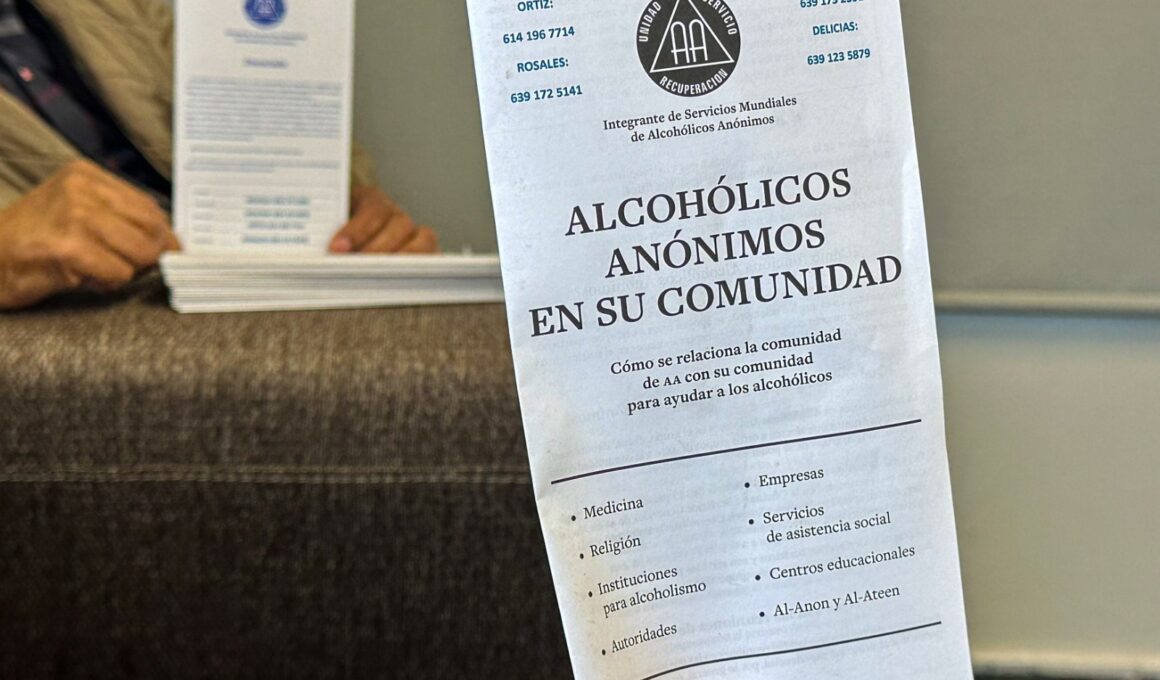 ORTIZ:
614 196 7714
ROSALES:
639 172 5141
UNIDAD SERVICIO
RECUPERACION
AA
DELICIAS:
639 123 5879
Integrante de Servicios Mundiales
de Alcohólicos Anónimos
ALCOHÓLICOS
ANÓNIMOS
EN SU COMUNIDAD
Cómo se relaciona la comunidad
de AA con su comunidad
para ayudar a los alcohólicos
• Medicina
• Religión
• Instituciones
para alcoholismo
• Autoridades
• Empresas
• Servicios
de asistencia social
• Centros educacionales
• Al-Anon y Al-Ateen